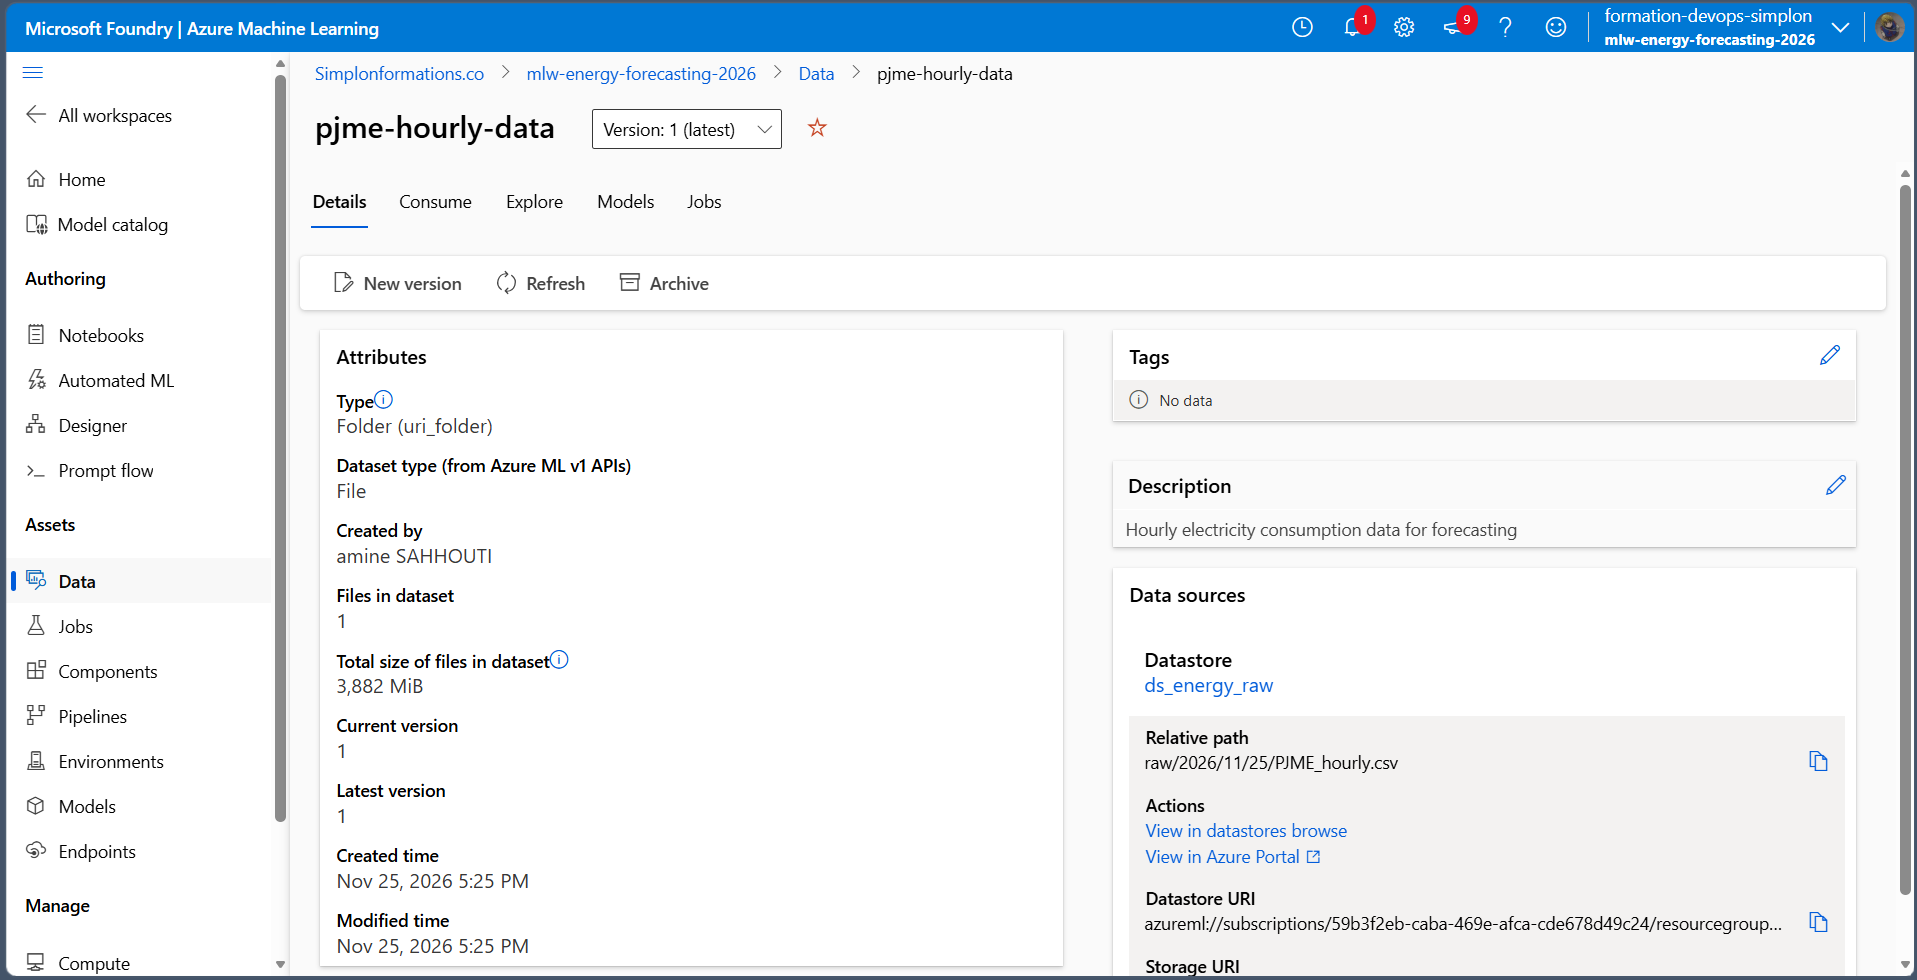 Microsoft Foundry | Azure Machine Learning
1
9
formation-devops-simplon
mlw-energy-forecasting-2026
All workspaces
Home
Model catalog
Authoring
Notebooks
Automated ML
Designer
Prompt flow
Assets
Data
Jobs
Components
Pipelines
Environments
Models
Endpoints
Manage
Compute
Simplonformations.co > mlw-energy-forecasting-2026 > Data > pjme-hourly-data
pjme-hourly-data
Version: 1 (latest)
Details Consume Explore Models Jobs
New version Refresh Archive
Attributes
Type
Folder (uri_folder)
Dataset type (from Azure ML v1 APIs)
File
Created by
amine SAHHOUTI
Files in dataset
1
Total size of files in dataset
3,882 MiB
Current version
1
Latest version
1
Created time
Nov 25, 2026 5:25 PM
Modified time
Nov 25, 2026 5:25 PM
Tags
No data
Description
Hourly electricity consumption data for forecasting
Data sources
Datastore
ds_energy_raw
Relative path
raw/2026/11/25/PJME_hourly.csv
Actions
View in datastores browse
View in Azure Portal
Datastore URI
azureml://subscriptions/59b3f2eb-caba-469e-afca-cde678d49c24/resourcegroup...
Storage URI